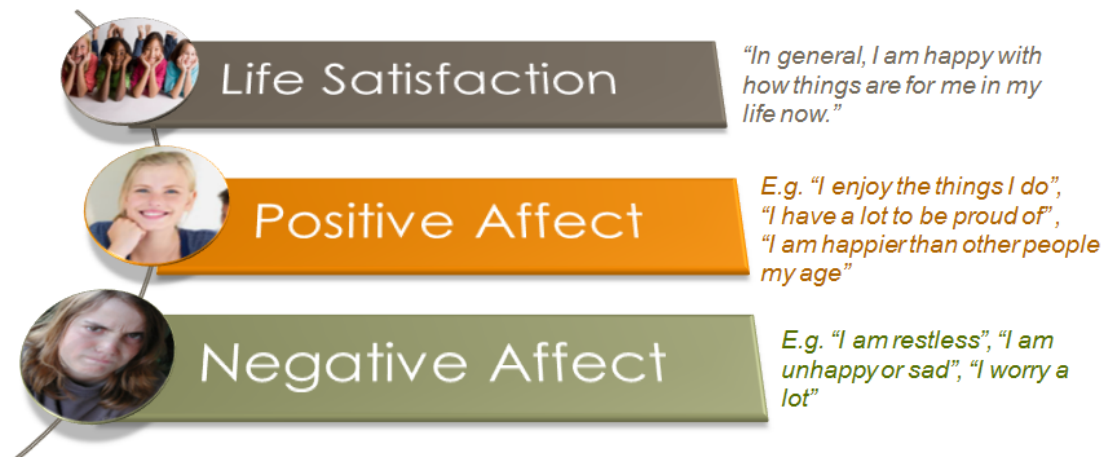 Life Satisfaction
“In general, I am happy with
how things are for me in my
life now.”
Positive Affect
E.g. “I enjoy the things I do”,
“I have a lot to be proud of” ,
“I am happier than other people
my age”
Negative Affect
E.g. “I am restless”, “I am
unhappy or sad”, “I worry a
lot”